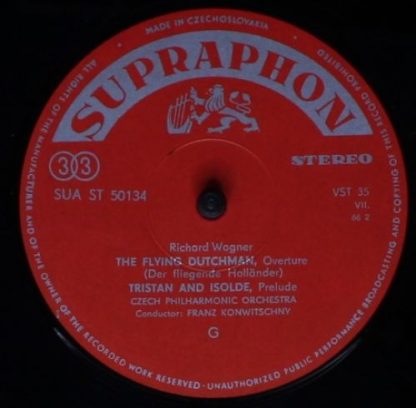 MADE IN CZECHOSLOVAKIA
ALL RIGHTS OF THE MANUFACTURER AND OF THE OWNER OF THE RECORDED WORK RESERVED - UNAUTHORIZED PUBLIC PERFORMANCE BROADCASTING AND COPYING OF THIS RECORD PROHIBITED
SUPRAPHON
33
STEREO
SUA ST 50134
VST 35
VII.
66 2
Richard Wagner
THE FLYING DUTCHMAN, Overture
(Der fliegende Holländer)
TRISTAN AND ISOLDE, Prelude
CZECH PHILHARMONIC ORCHESTRA
Conductor: FRANZ KONWITSCHNY
G